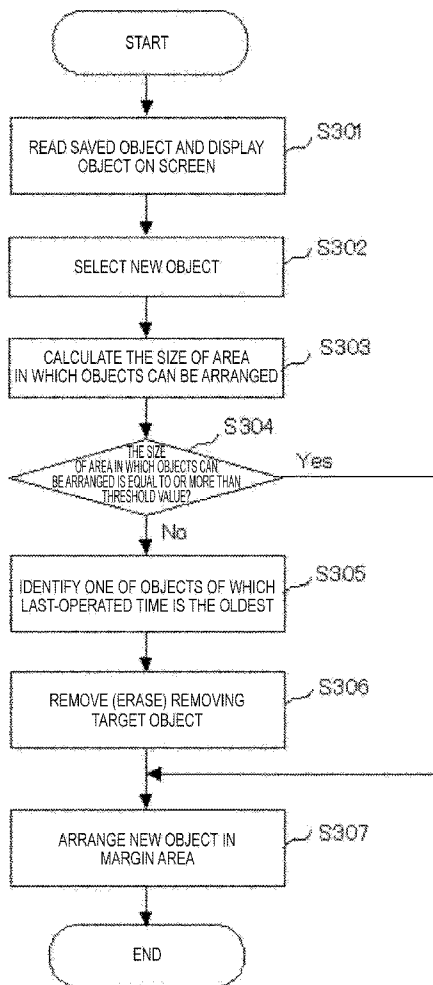 START
READ SAVED OBJECT AND DISPLAY
OBJECT ON SCREEN
S301
SELECT NEW OBJECT
S302
CALCULATE THE SIZE OF AREA
IN WHICH OBJECTS CAN BE ARRANGED
S303
S304
THE SIZE
OF AREA IN WHICH OBJECTS CAN
BE ARRANGED IS EQUAL TO OR MORE THAN
THRESHOLD VALUE?
Yes
No
IDENTIFY ONE OF OBJECTS OF WHICH
LAST-OPERATED TIME IS THE OLDEST
S305
REMOVE (ERASE) REMOVING
TARGET OBJECT
S306
ARRANGE NEW OBJECT IN
MARGIN AREA
S307
END